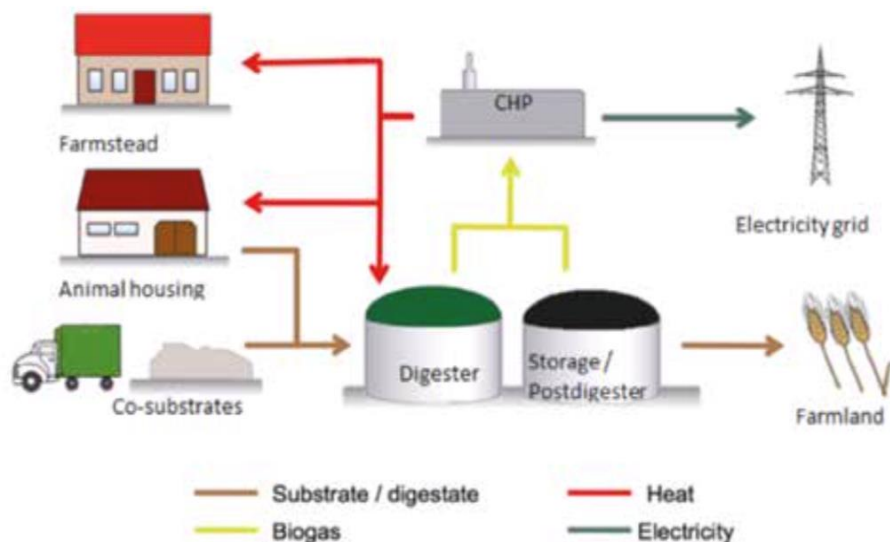 CHP
Farmstead
Electricity grid
Animal housing
Digester
Storage /
Postdigester
Co-substrates
Farmland
Substrate / digestate
Heat
Biogas
Electricity